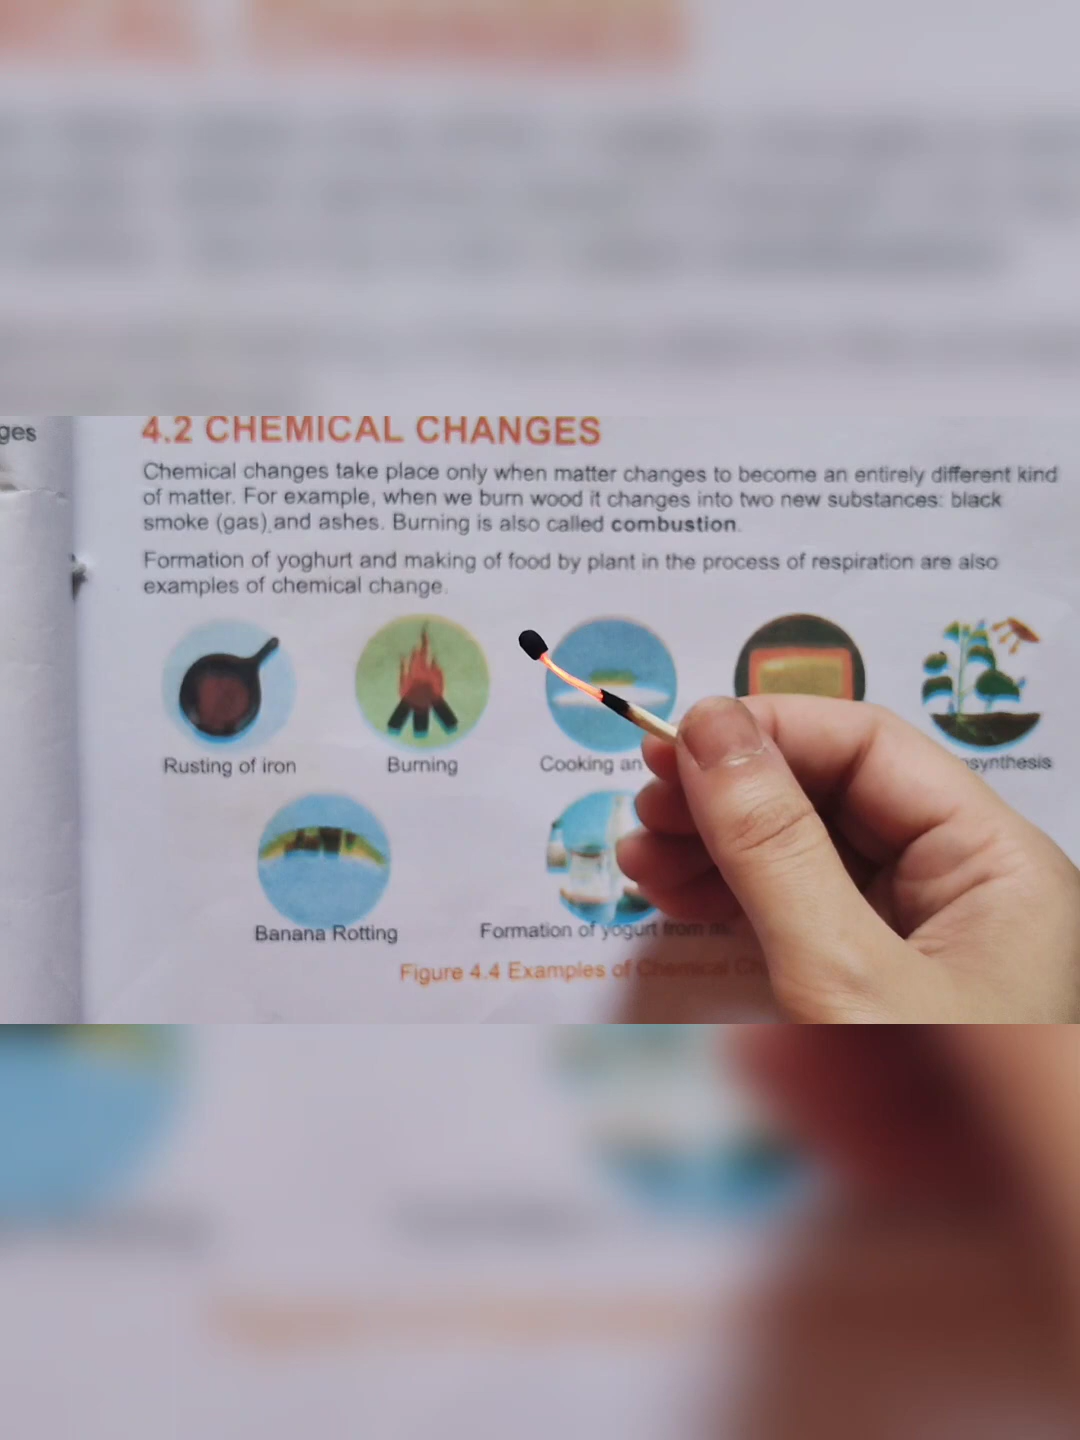 ges
4.2 CHEMICAL CHANGES
Chemical changes take place only when matter changes to become an entirely different kind
of matter. For example, when we burn wood it changes into two new substances: black
smoke (gas) and ashes. Burning is also called combustion.
Formation of yoghurt and making of food by plant in the process of respiration are also
examples of chemical change.
Rusting of iron
Burning
Cooking an
synthesis
Banana Rotting
Formation of yogurt from
Figure 4.4 Examples of Chemical Ch